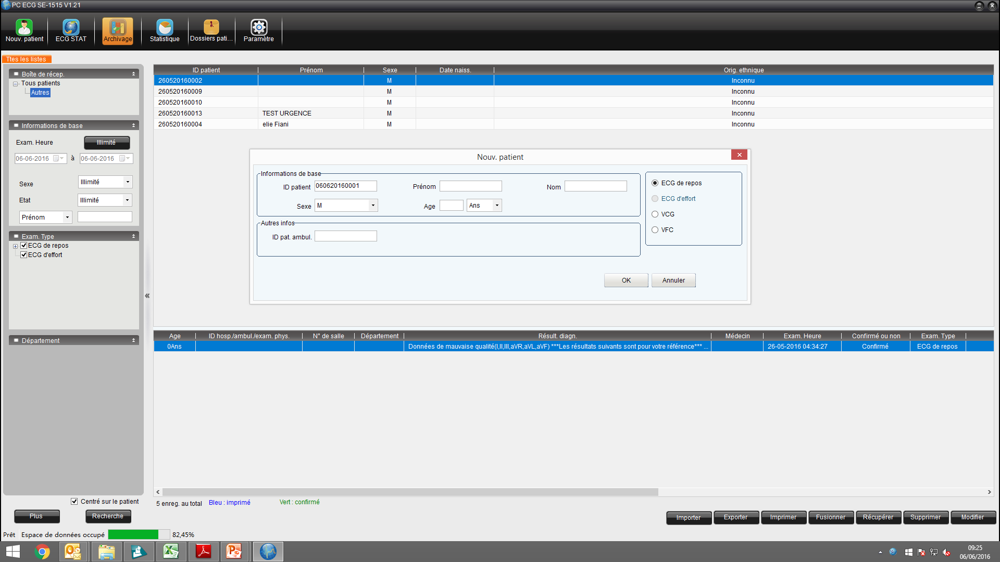 PC ECG SE-1515 V1.21
Nouv. patient
ECG STAT
Archivage
Statistique
Dossiers pati...
Paramètre
Ttes les listes
Boîte de récep.
Tous patients
Autres
Informations de base
Exam. Heure
Illimité
06-06-2016 à 06-06-2016
Sexe Illimité
Etat Illimité
Prénom
Exam. Type
ECG de repos
ECG d'effort
Département
Centré sur le patient
Plus
Recherche
ID patient Prénom Sexe Date naiss. Orig. ethnique
260520160002 M Inconnu
260520160009 M Inconnu
260520160010 M Inconnu
260520160013 TEST URGENCE M Inconnu
260520160004 elie Fiani M Inconnu
Nouv. patient
Informations de base
ID patient 060620160001 Prénom Nom
Sexe M Age Ans
Autres infos
ID pat. ambul.
ECG de repos
ECG d'effort
VCG
VFC
OK
Annuler
Age ID hosp./ambul./exam. phys. N° de salle Département Résult. diagn. Médecin Exam. Heure Confirmé ou non Exam. Type
0Ans Données de mauvaise qualité(I,II,III,aVR,aVL,aVF) ***Les résultats suivants sont pour votre référence*** ... 26-05-2016 04:34:27 Confirmé ECG de repos
5 enreg. au total Bleu : imprimé Vert : confirmé
Importer
Exporter
Imprimer
Fusionner
Récupérer
Supprimer
Modifier
Prêt Espace de données occupé 82,45%
09:25
06/06/2016